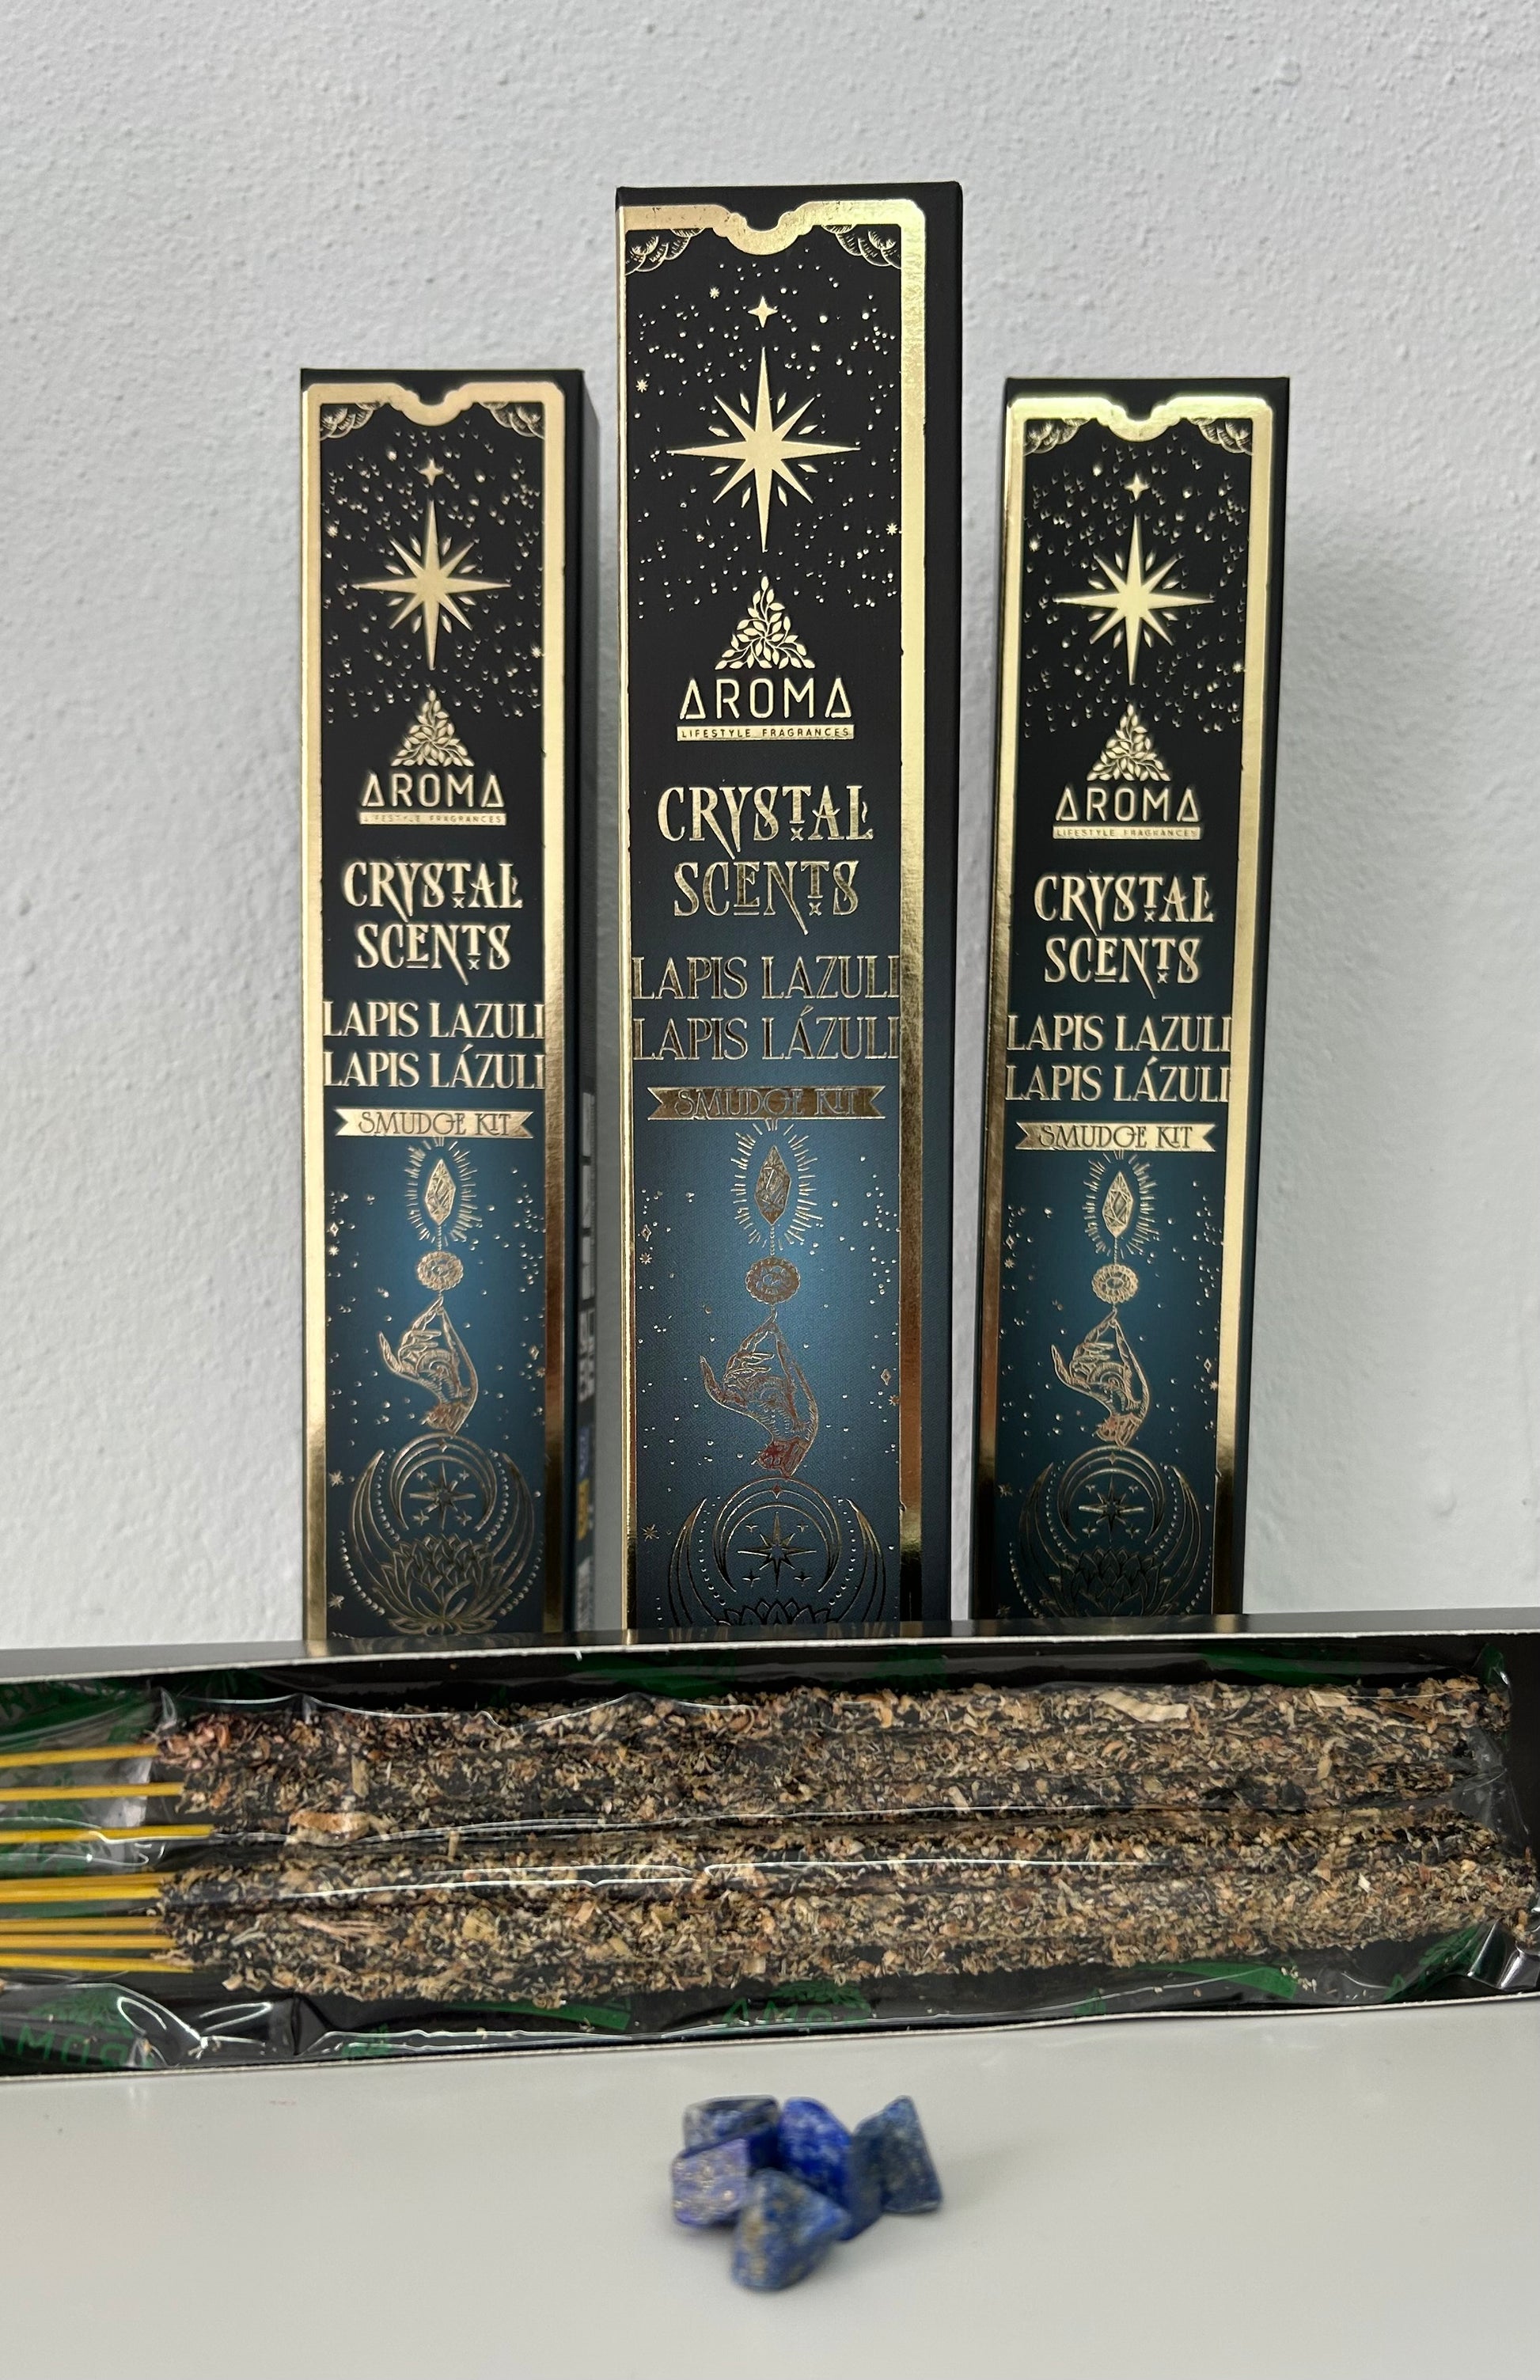 AROMA
LIFESTYLE FRAGRANCES
CRYSTAL
SCENTS
LAPIS LAZULI
LAPIS LÁZULI
SMUDGE KIT
AROMA
LIFESTYLE FRAGRANCES
CRYSTAL
SCENTS
LAPIS LAZULI
LAPIS LÁZULI
SMUDGE KIT
AROMA
LIFESTYLE FRAGRANCES
CRYSTAL
SCENTS
LAPIS LAZULI
LAPIS LÁZULI
SMUDGE KIT